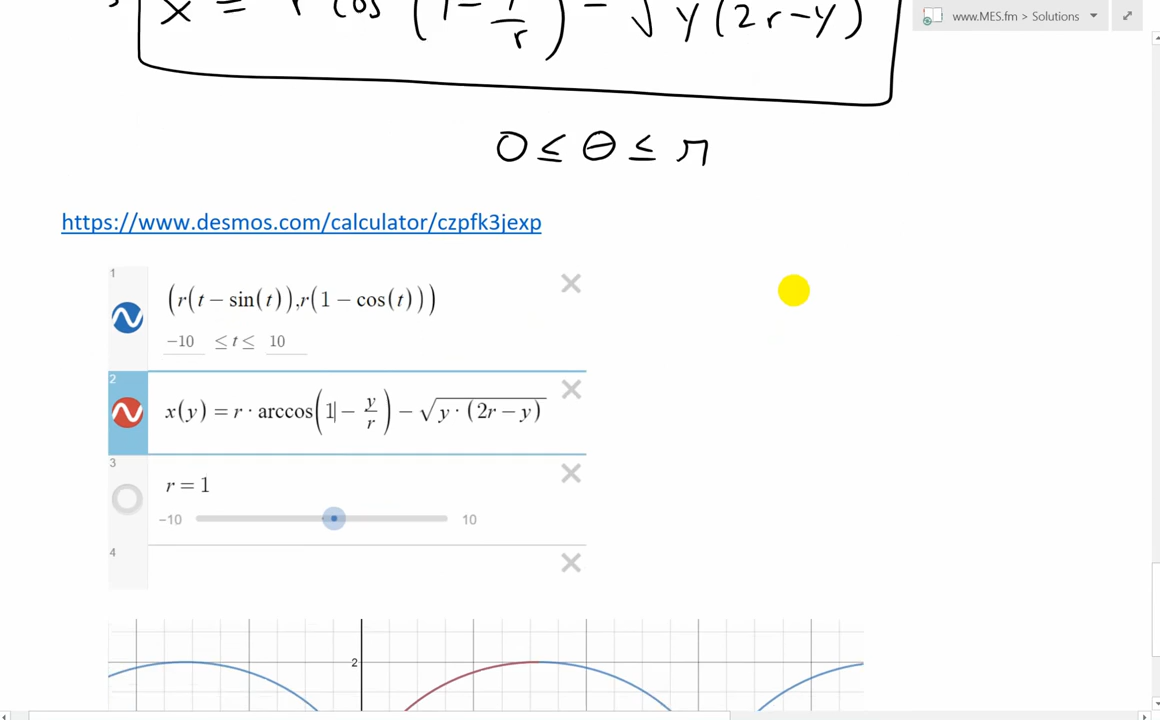 www.MES.fm > Solutions
x = r cos (1 - /r) - √y(2r-y)
0 ≤ θ ≤ π
https://www.desmos.com/calculator/czpfk3jexp
1
(r(t − sin(t)),r(1 − cos(t)))
−10 ≤ t ≤ 10
2
x(y) = r · arccos(1 − y/r) − √y · (2r − y)
3
r = 1
−10 10
4
2